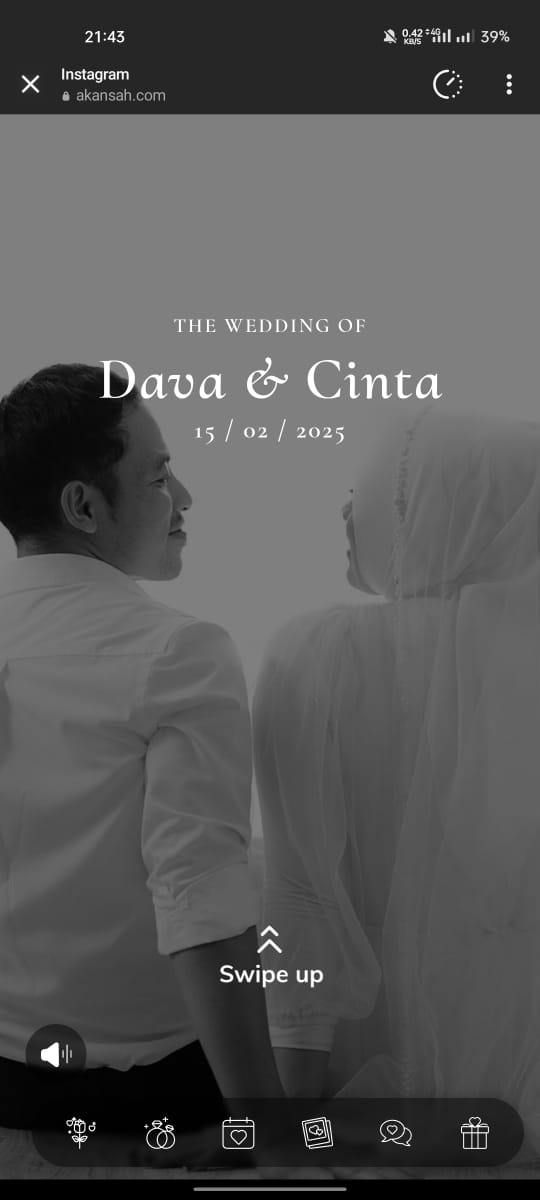 21:43
0.42 KB/S 4G 39%
Instagram
akansah.com
THE WEDDING OF
Dava & Cinta
15 / 02 / 2025
Swipe up